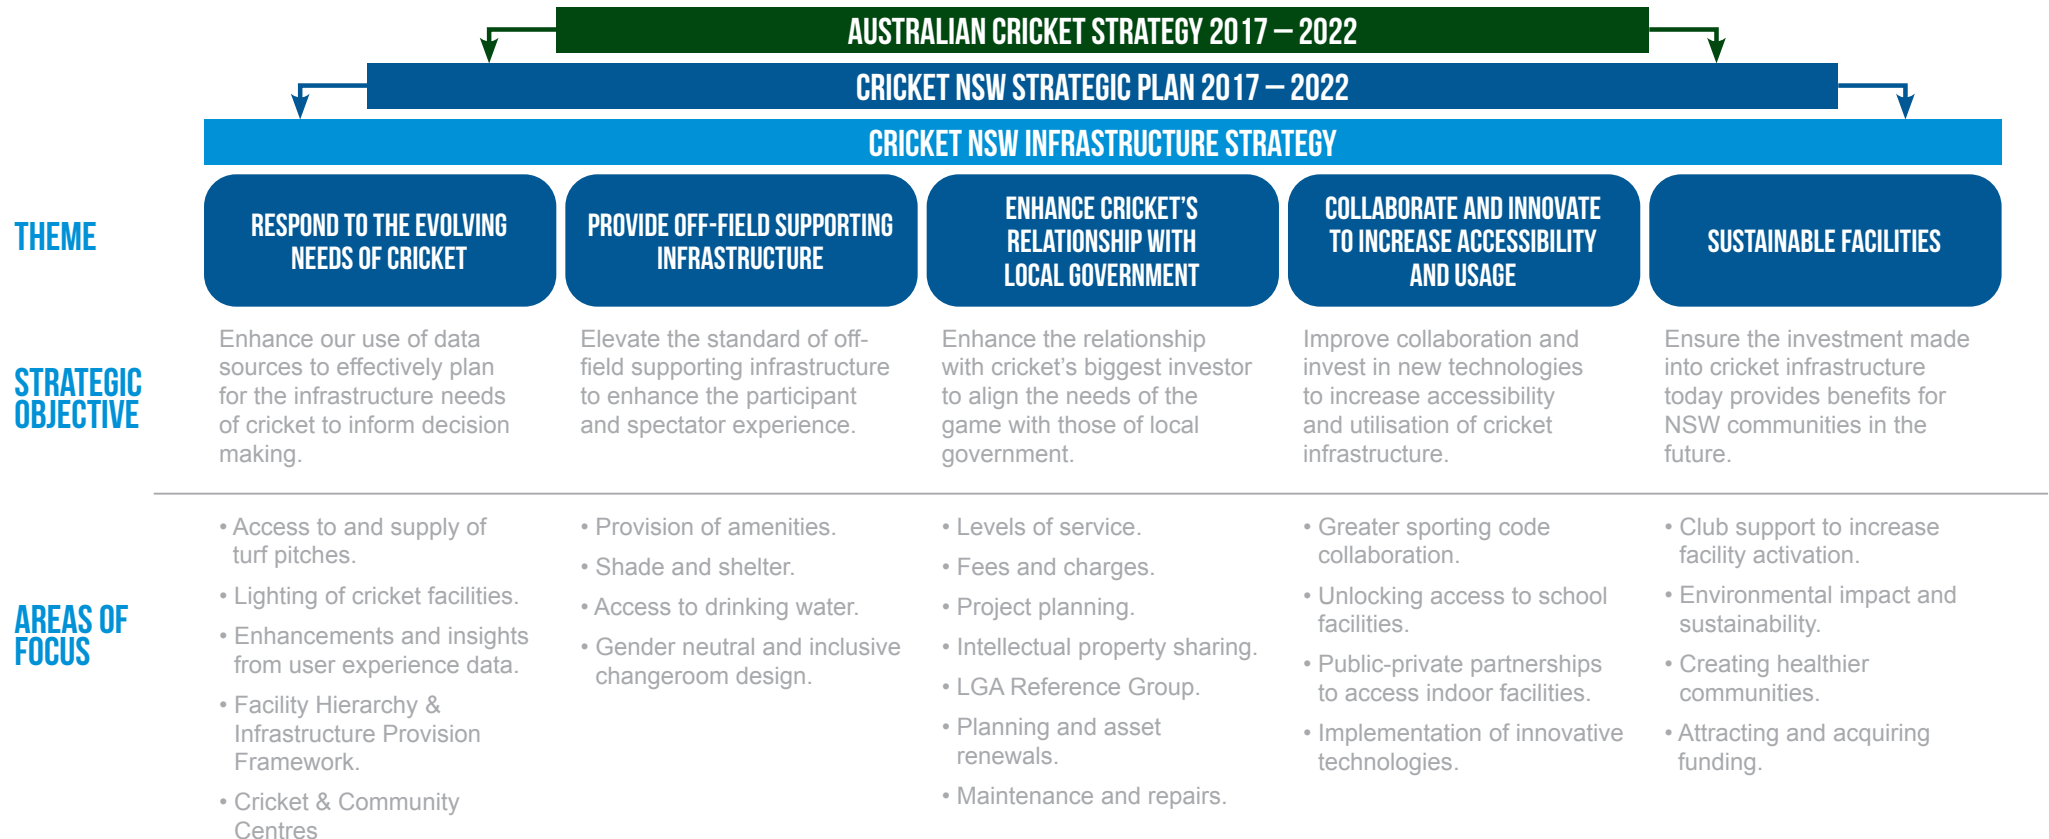 AUSTRALIAN CRICKET STRATEGY 2017 – 2022
CRICKET NSW STRATEGIC PLAN 2017 – 2022
CRICKET NSW INFRASTRUCTURE STRATEGY
THEME
RESPOND TO THE EVOLVING
NEEDS OF CRICKET
PROVIDE OFF-FIELD SUPPORTING
INFRASTRUCTURE
ENHANCE CRICKET'S
RELATIONSHIP WITH
LOCAL GOVERNMENT
COLLABORATE AND INNOVATE
TO INCREASE ACCESSIBILITY
AND USAGE
SUSTAINABLE FACILITIES
STRATEGIC
OBJECTIVE
Enhance our use of data
sources to effectively plan
for the infrastructure needs
of cricket to inform decision
making.
Elevate the standard of off-
field supporting infrastructure
to enhance the participant
and spectator experience.
Enhance the relationship
with cricket's biggest investor
to align the needs of the
game with those of local
government.
Improve collaboration and
invest in new technologies
to increase accessibility
and utilisation of cricket
infrastructure.
Ensure the investment made
into cricket infrastructure
today provides benefits for
NSW communities in the
future.
AREAS OF
FOCUS
• Access to and supply of
turf pitches.
• Lighting of cricket facilities.
• Enhancements and insights
from user experience data.
• Facility Hierarchy &
Infrastructure Provision
Framework.
• Cricket & Community
Centres
• Provision of amenities.
• Shade and shelter.
• Access to drinking water.
• Gender neutral and inclusive
changeroom design.
• Levels of service.
• Fees and charges.
• Project planning.
• Intellectual property sharing.
• LGA Reference Group.
• Planning and asset
renewals.
• Maintenance and repairs.
• Greater sporting code
collaboration.
• Unlocking access to school
facilities.
• Public-private partnerships
to access indoor facilities.
• Implementation of innovative
technologies.
• Club support to increase
facility activation.
• Environmental impact and
sustainability.
• Creating healthier
communities.
• Attracting and acquiring
funding.